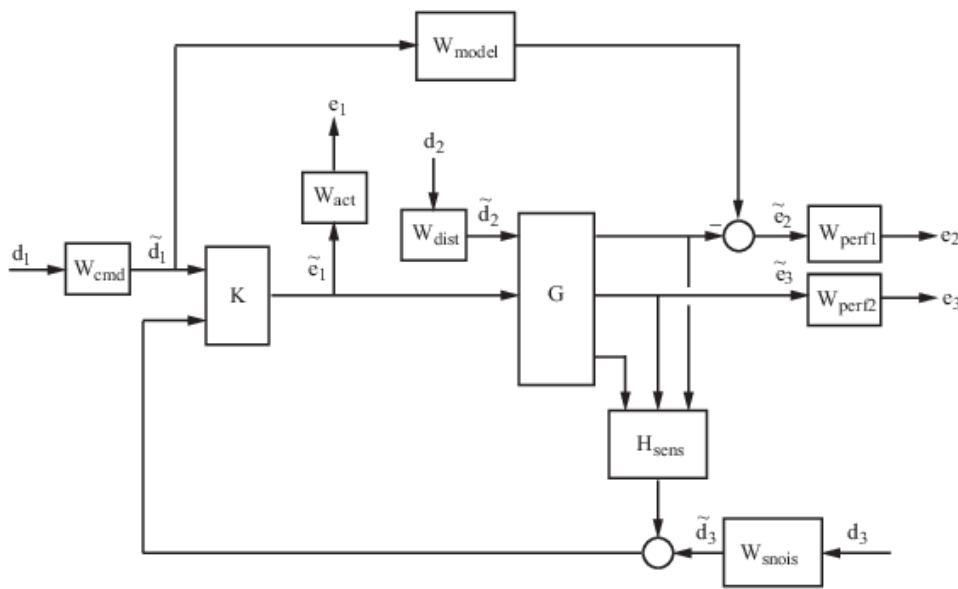 W_model
e_1
d_2
W_act
W_dist
d̃_2
d_1
W_cmd
d̃_1
K
ẽ_1
G
−
ẽ_2
W_perf1
e_2
ẽ_3
W_perf2
e_3
H_sens
d̃_3
W_snois
d_3